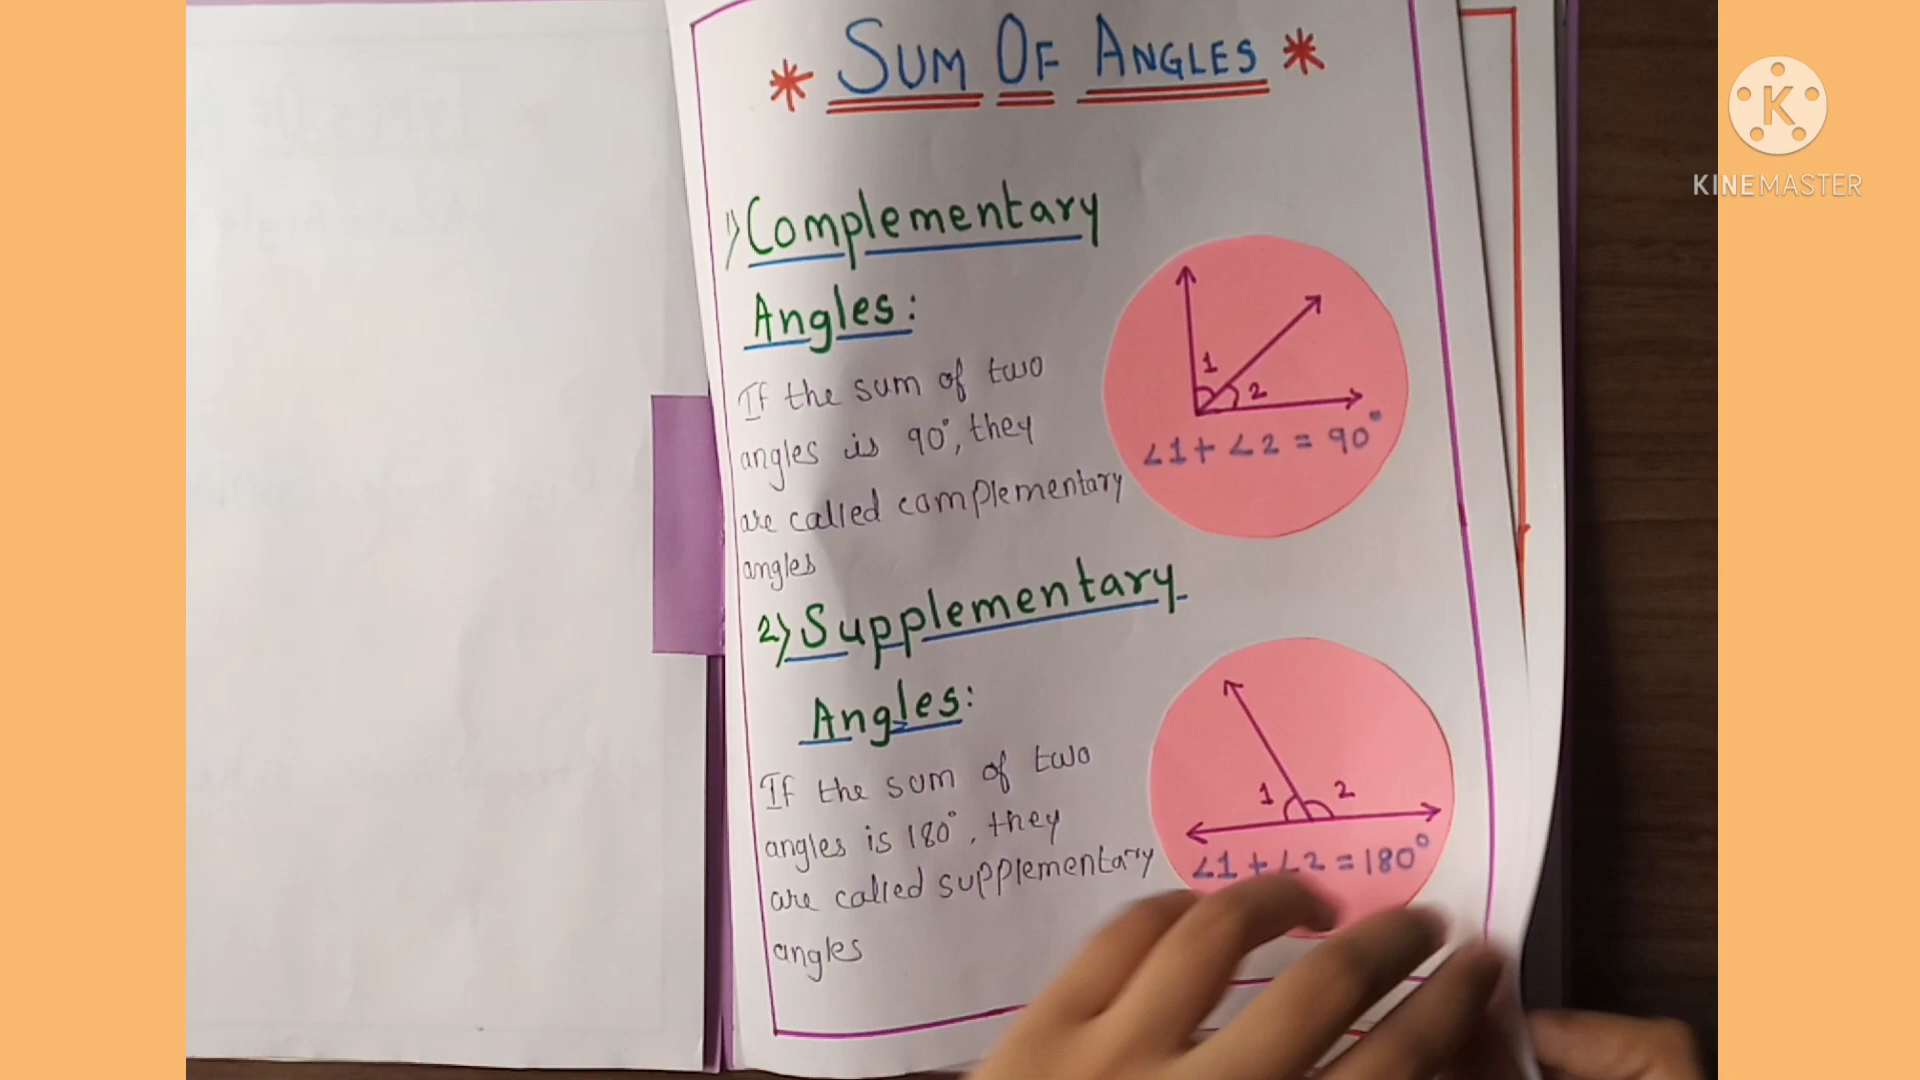 * SUM OF ANGLES *
1) Complementary
Angles:
If the sum of two
angles is 90°, they
are called complementary
angles
1
2
∠1 + ∠2 = 90°
2) Supplementary
Angles:
If the sum of two
angles is 180°, they
are called supplementary
angles
1 2
∠1 + ∠2 = 180°
K
KINEMASTER